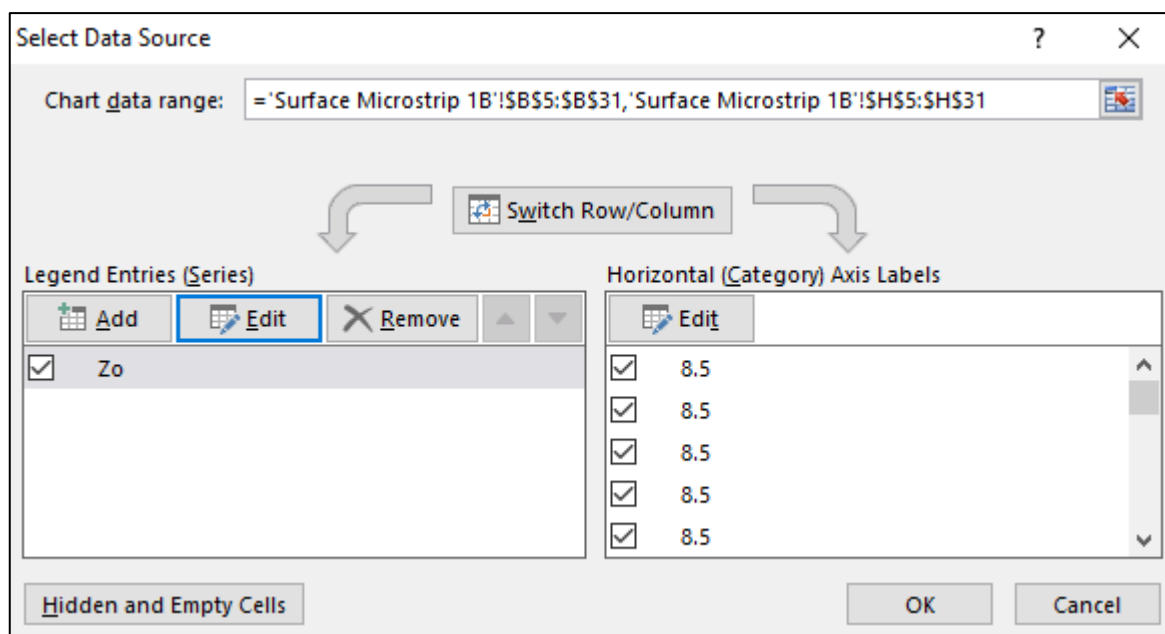 Select Data Source ?
Chart data range: ='Surface Microstrip 1B'!$B$5:$B$31,'Surface Microstrip 1B'!$H$5:$H$31
Switch Row/Column
Legend Entries (Series)
Add Edit Remove
Zo
Horizontal (Category) Axis Labels
Edit
8.5
8.5
8.5
8.5
8.5
Hidden and Empty Cells
OK Cancel